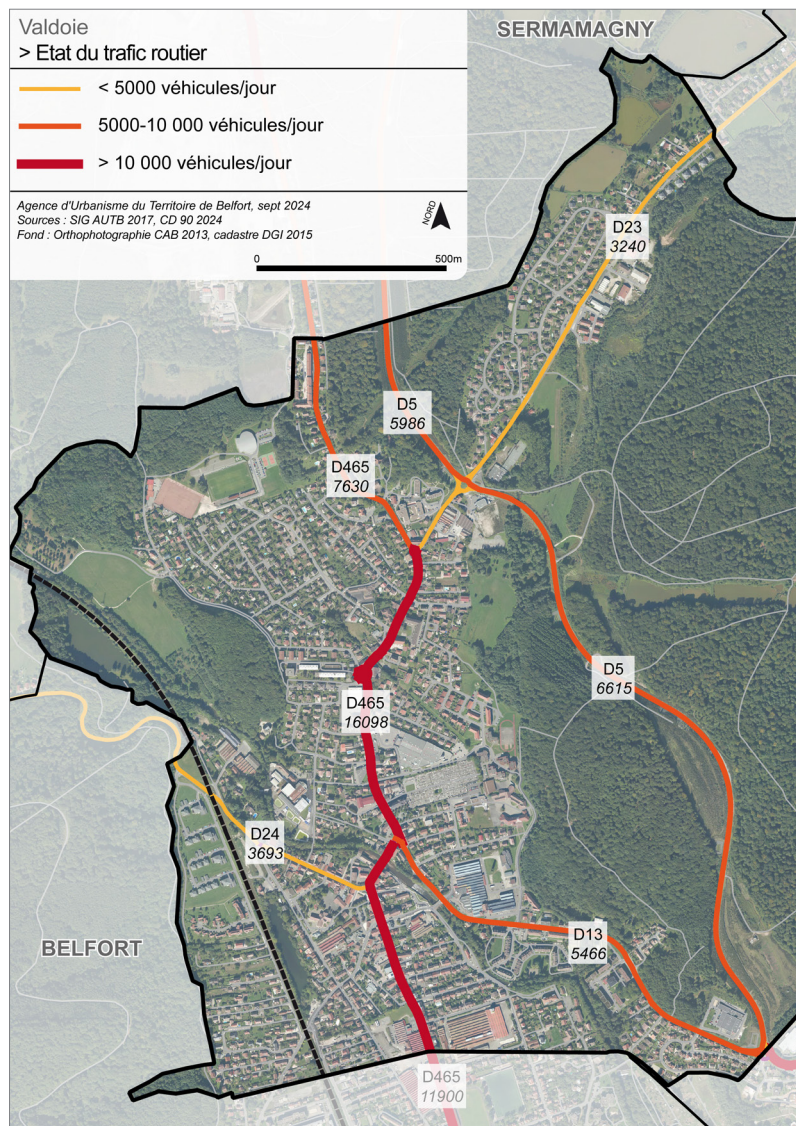 Valdoie
> Etat du trafic routier
< 5000 véhicules/jour
5000-10 000 véhicules/jour
> 10 000 véhicules/jour
Agence d'Urbanisme du Territoire de Belfort, sept 2024
Sources : SIG AUTB 2017, CD 90 2024
Fond : Orthophotographie CAB 2013, cadastre DGI 2015
NORD
0 500m
SERMAMAGNY
D23
3240
D5
5986
D465
7630
D5
6615
D465
16098
D24
3693
D13
5466
BELFORT
D465
11900